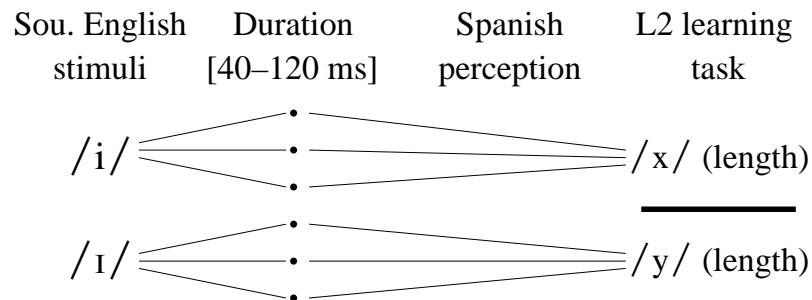 Sou. English Duration Spanish L2 learning
stimuli [40–120 ms] perception task
/i/ /x/ (length)
/ɪ/ /y/ (length)